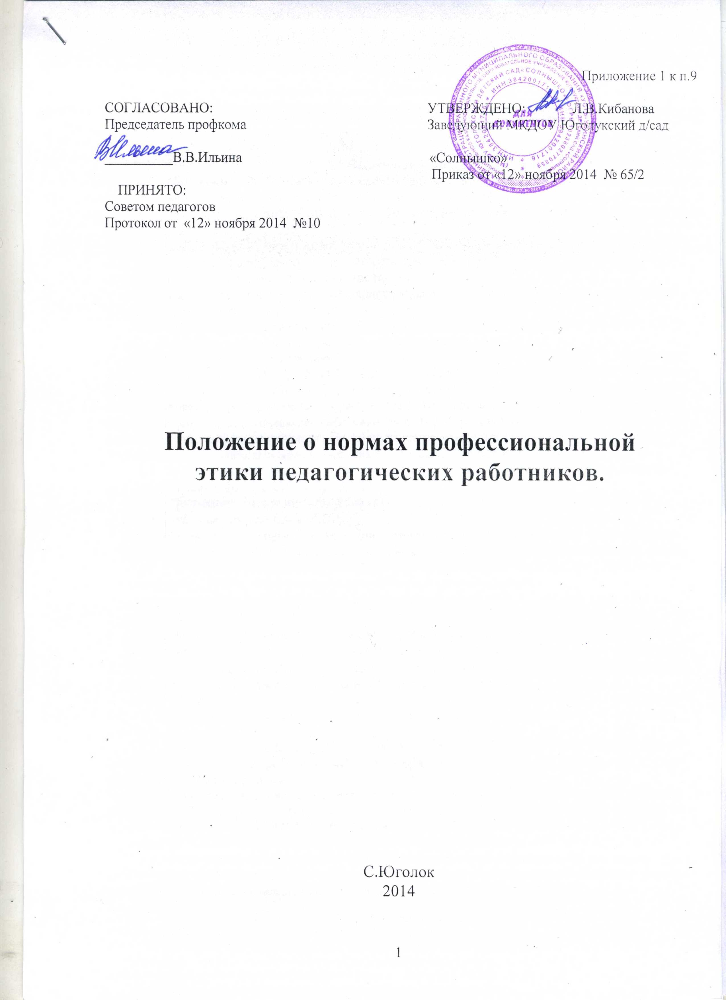 Приложение 1 к п.9
СОГЛАСОВАНО:
Председатель профкома
В.В.Ильина
ПРИНЯТО:
Советом педагогов
Протокол от «12» ноября 2014 №10
УТВЕРЖДЕНО: Л.В.Кибанова
Заведующий МКДОУ Юголукский д/сад
«Солнышко»
Приказ от «12» ноября 2014 № 65/2
ДЛЯ
ДОКУМЕНТОВ
Положение о нормах профессиональной
этики педагогических работников.
С.Юголок
2014
1